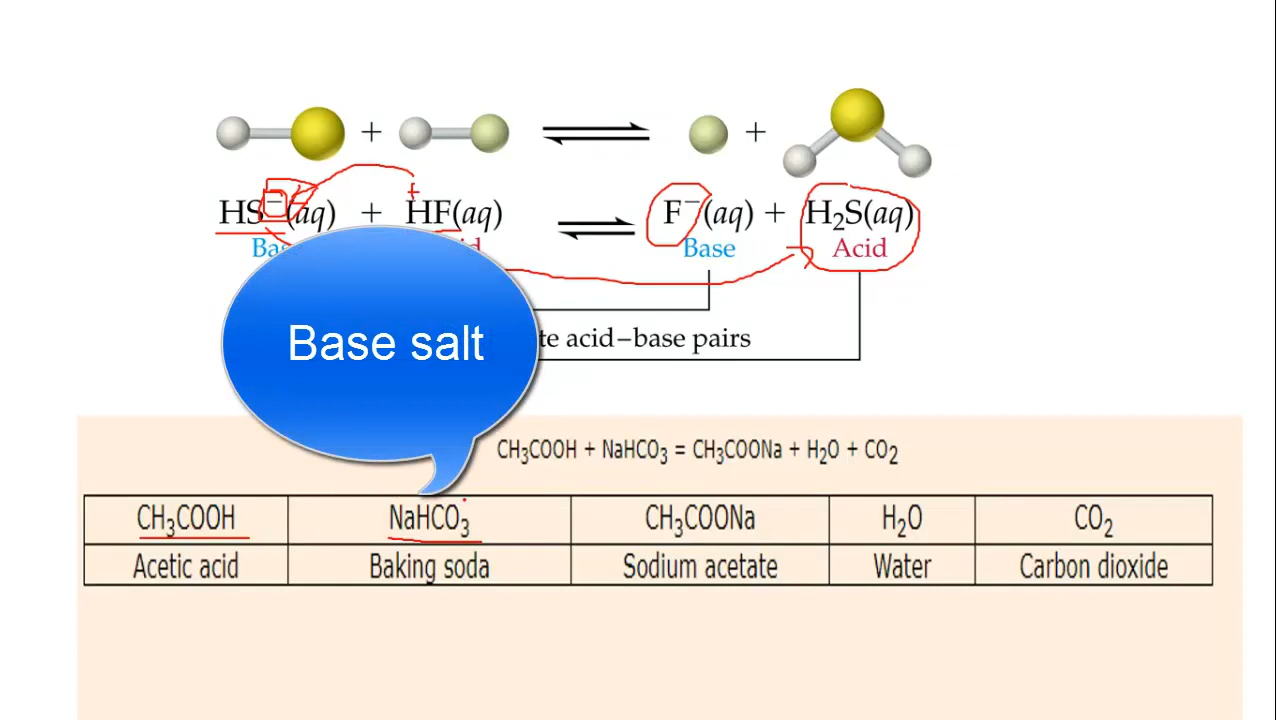 + +
HS⁻(aq) + HF(aq) F⁻(aq) + H₂S(aq)
Base Acid
Base salt
acid–base pairs
CH₃COOH + NaHCO₃ = CH₃COONa + H₂O + CO₂
CH₃COOH NaHCO₃ CH₃COONa H₂O CO₂
Acetic acid Baking soda Sodium acetate Water Carbon dioxide